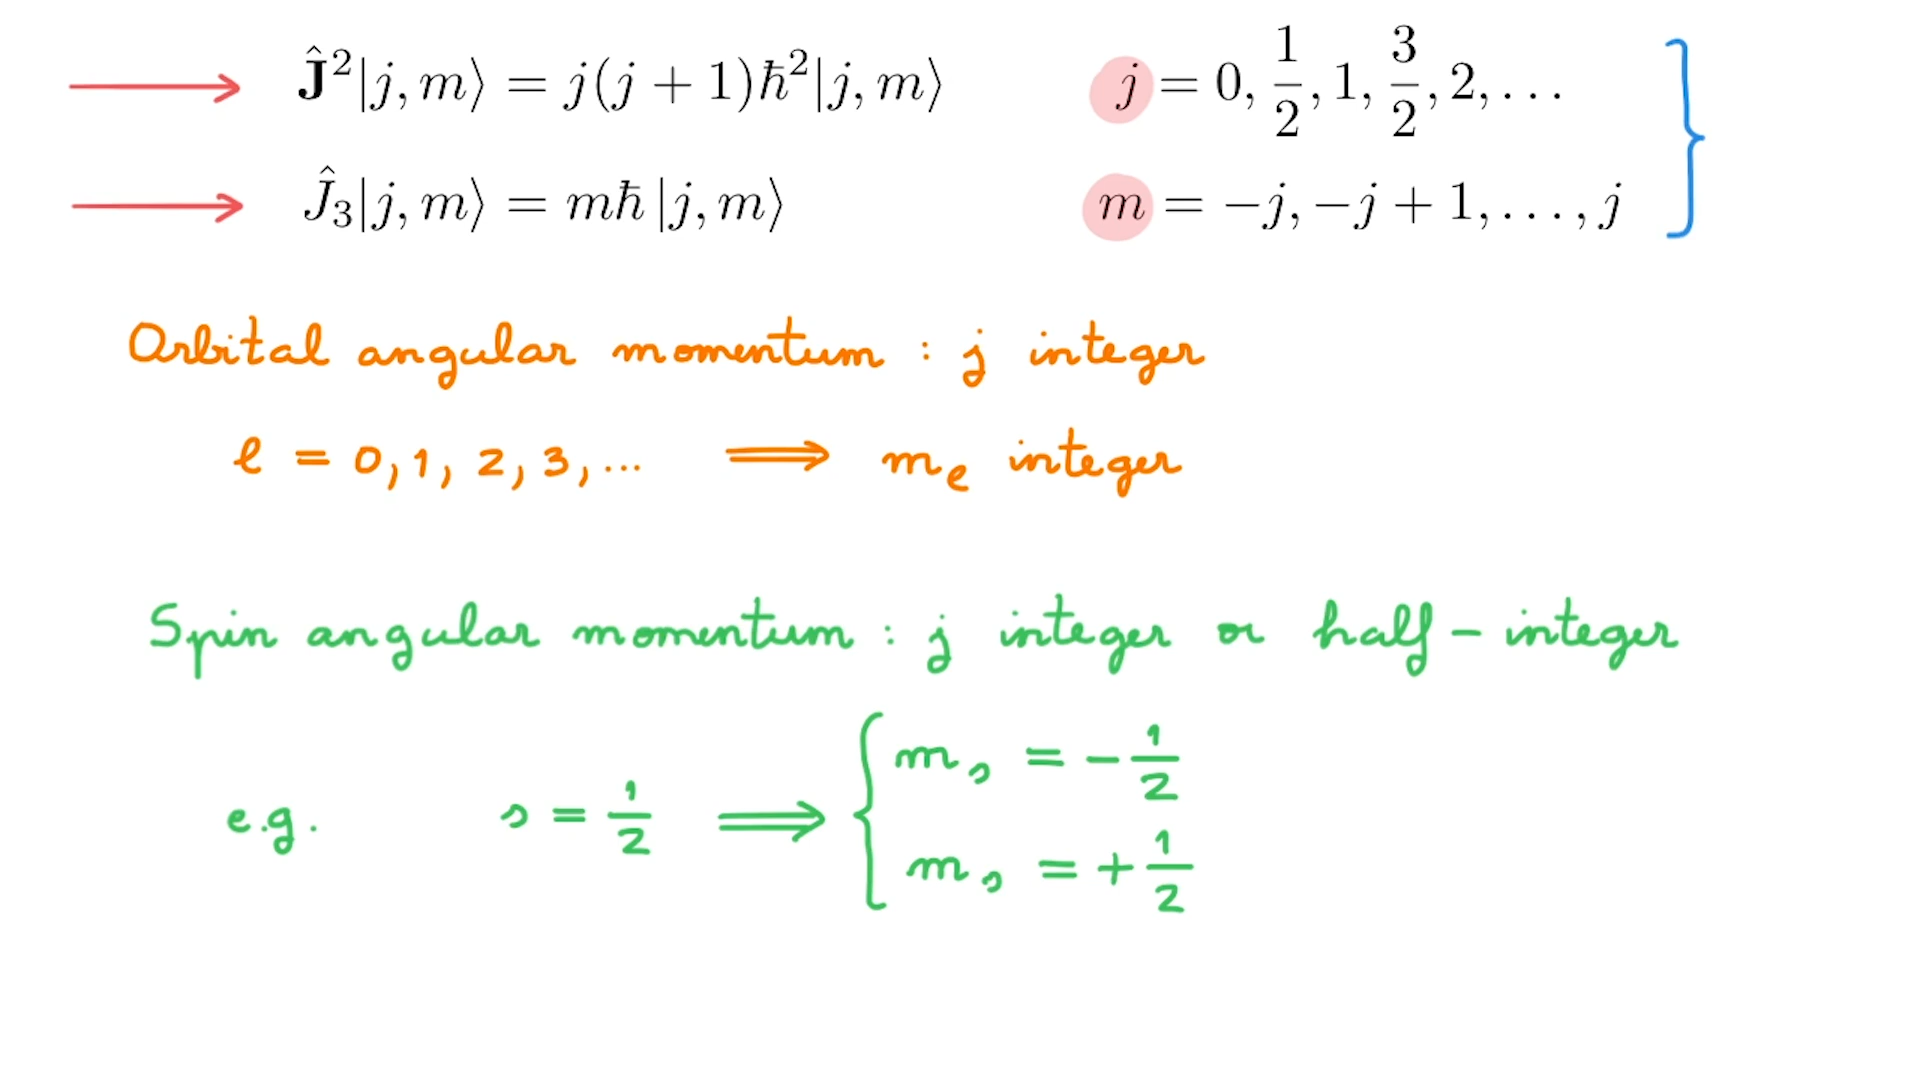 Ĵ²|j, m⟩ = j(j + 1)ħ²|j, m⟩ j = 0, 1/2, 1, 3/2, 2, . . .
Ĵ₃|j, m⟩ = mħ |j, m⟩ m = −j, −j + 1, . . . , j
Orbital angular momentum : j integer
ℓ = 0, 1, 2, 3, ... ⟹ mₗ integer
Spin angular momentum : j integer or half - integer
e.g. s = 1/2 ⟹ { mₛ = - 1/2
mₛ = + 1/2